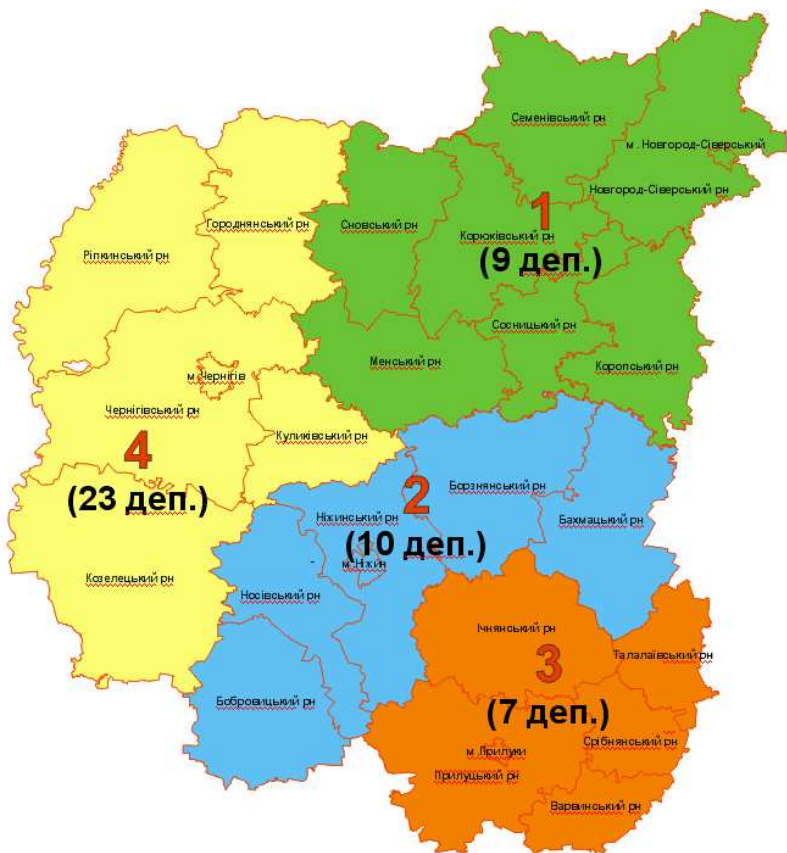 Семенівський рн
м. Новгород-Сіверський
Новгород-Сіверський рн
Городнянський рн
Сновський рн
1
Корюківський рн
(9 деп.)
Ріпкинський рн
Сосницький рн
Менський рн
Коропський рн
м.Чернігів
Чернігівський рн
Куликівський рн
4
(23 деп.)
Козелецький рн
2
Борзнянський рн
Ніжинський рн
(10 деп.)
Бахмацький рн
м.Ніжин
Носівський рн
Бобровицький рн
Ічнянський рн
3
Талалаївський рн
(7 деп.)
Срібнянський рн
м.Прилуки
Прилуцький рн
Варвинський рн